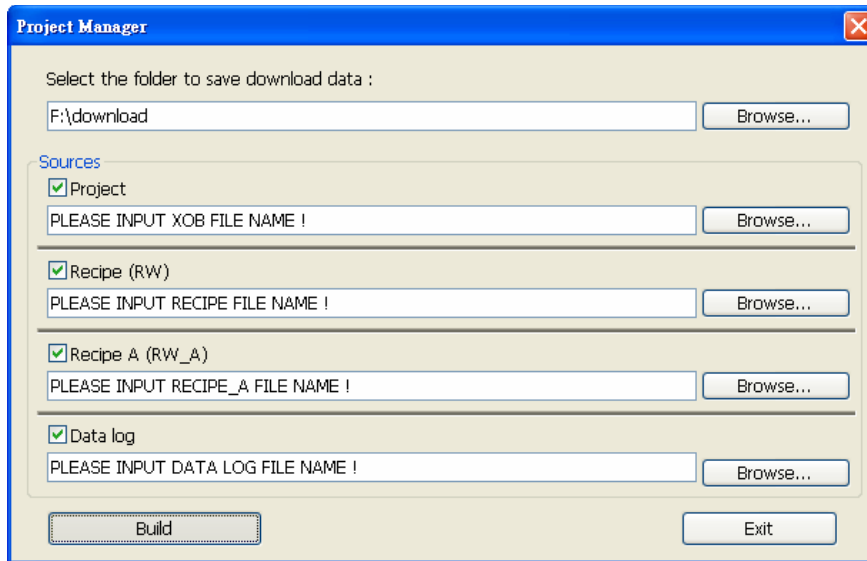 Project Manager
Select the folder to save download data :
F:\download
Browse...
Sources
Project
PLEASE INPUT XOB FILE NAME !
Browse...
Recipe (RW)
PLEASE INPUT RECIPE FILE NAME !
Browse...
Recipe A (RW_A)
PLEASE INPUT RECIPE_A FILE NAME !
Browse...
Data log
PLEASE INPUT DATA LOG FILE NAME !
Browse...
Build
Exit